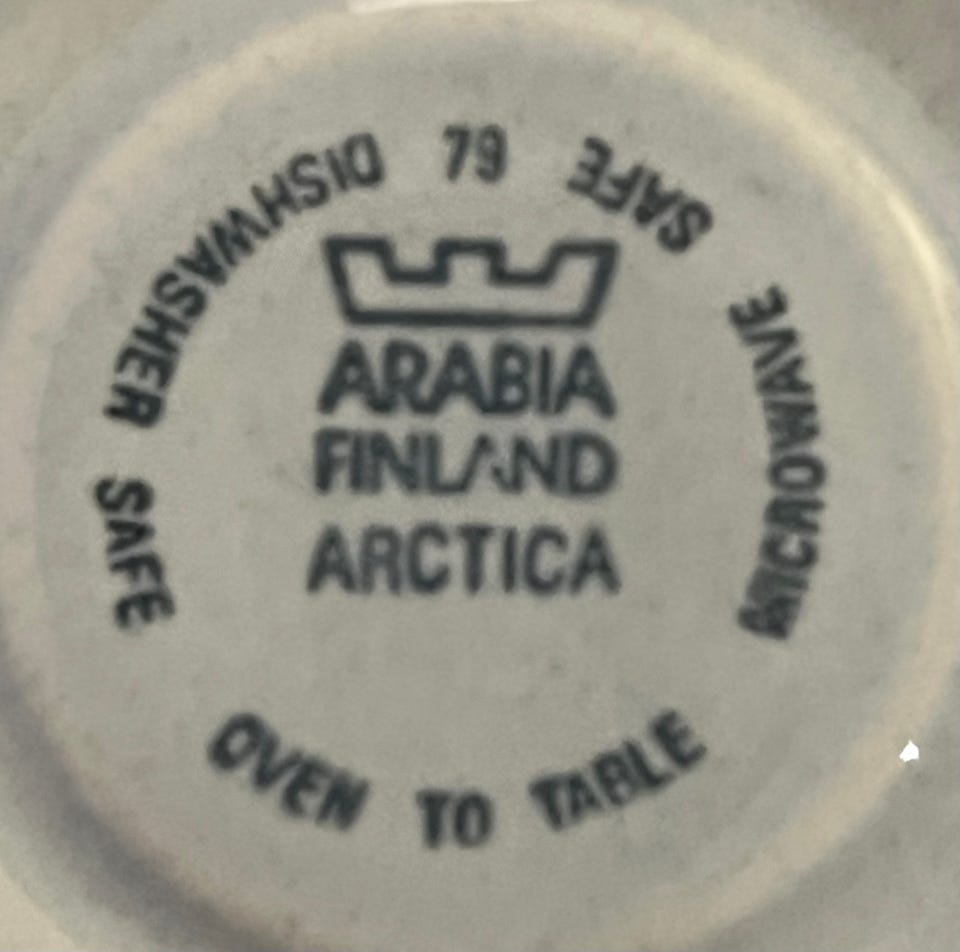 79
ARABIA
FINLAND
ARCTICA
DISHWASHER SAFE
OVEN TO TABLE
MICROWAVE SAFE